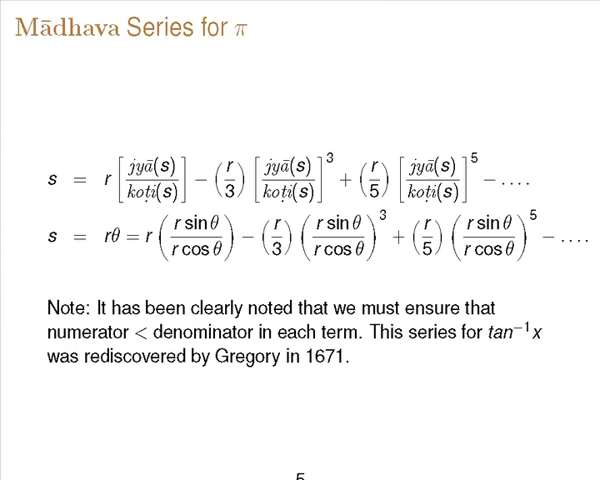 Mādhava Series for π
s = r [jyā(s)/koṭi(s)] − (r/3) [jyā(s)/koṭi(s)]³ + (r/5) [jyā(s)/koṭi(s)]⁵ − ....
s = rθ = r (r sin θ/r cos θ) − (r/3) (r sin θ/r cos θ)³ + (r/5) (r sin θ/r cos θ)⁵ − ....
Note: It has been clearly noted that we must ensure that
numerator < denominator in each term. This series for tan⁻¹x
was rediscovered by Gregory in 1671.
5